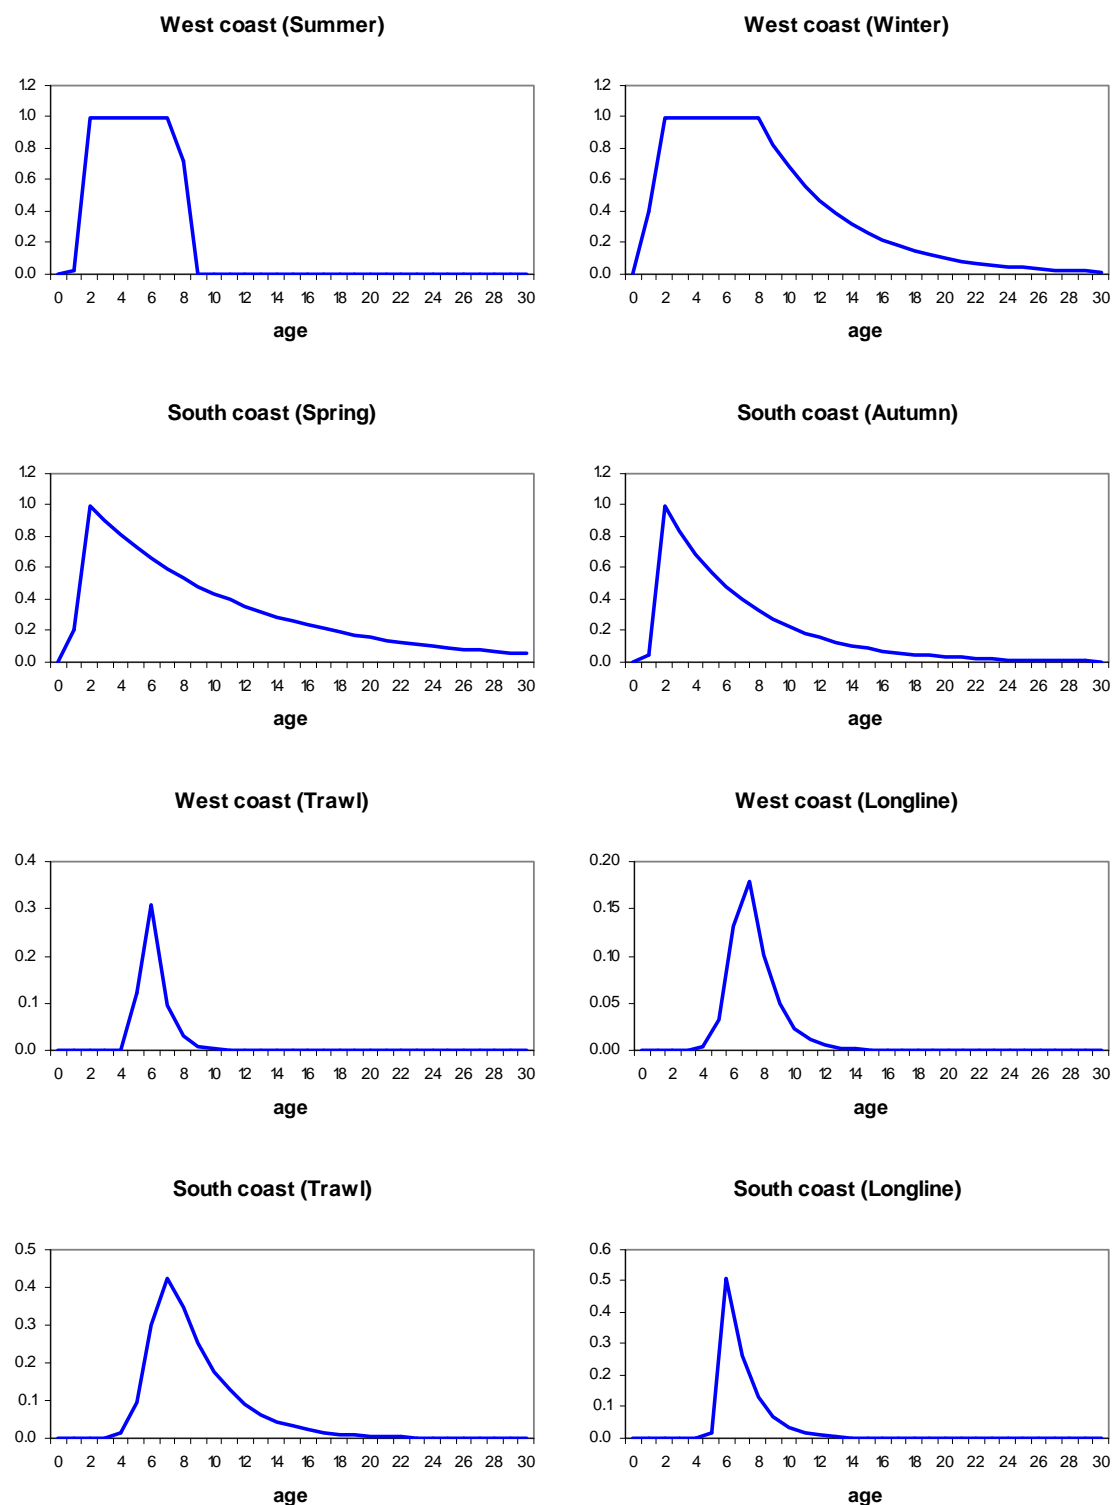 West coast (Summer) West coast (Winter)
1.2 1.2
1.0 1.0
0.8 0.8
0.6 0.6
0.4 0.4
0.2 0.2
0.0 0.0
0 2 4 6 8 10 12 14 16 18 20 22 24 26 28 30 0 2 4 6 8 10 12 14 16 18 20 22 24 26 28 30
age age
South coast (Spring) South coast (Autumn)
1.2 1.2
1.0 1.0
0.8 0.8
0.6 0.6
0.4 0.4
0.2 0.2
0.0 0.0
0 2 4 6 8 10 12 14 16 18 20 22 24 26 28 30 0 2 4 6 8 10 12 14 16 18 20 22 24 26 28 30
age age
West coast (Trawl) West coast (Longline)
0.4 0.20
0.3 0.15
0.2 0.10
0.1 0.05
0.0 0.00
0 2 4 6 8 10 12 14 16 18 20 22 24 26 28 30 0 2 4 6 8 10 12 14 16 18 20 22 24 26 28 30
age age
South coast (Trawl) South coast (Longline)
0.5 0.6
0.4 0.5
0.3 0.4
0.2 0.3
0.1 0.2
0.0 0.1
0.0
0 2 4 6 8 10 12 14 16 18 20 22 24 26 28 30 0 2 4 6 8 10 12 14 16 18 20 22 24 26 28 30
age age